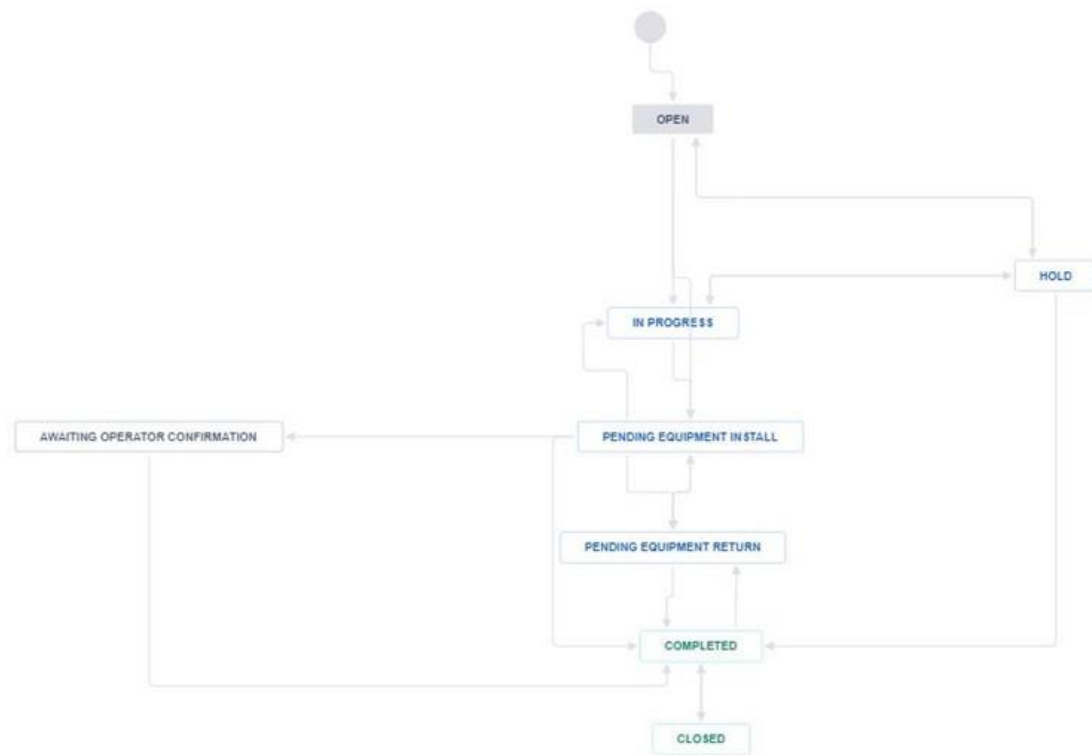 OPEN
HOLD
IN PROGRESS
AWAITING OPERATOR CONFIRMATION
PENDING EQUIPMENT INSTALL
PENDING EQUIPMENT RETURN
COMPLETED
CLOSED